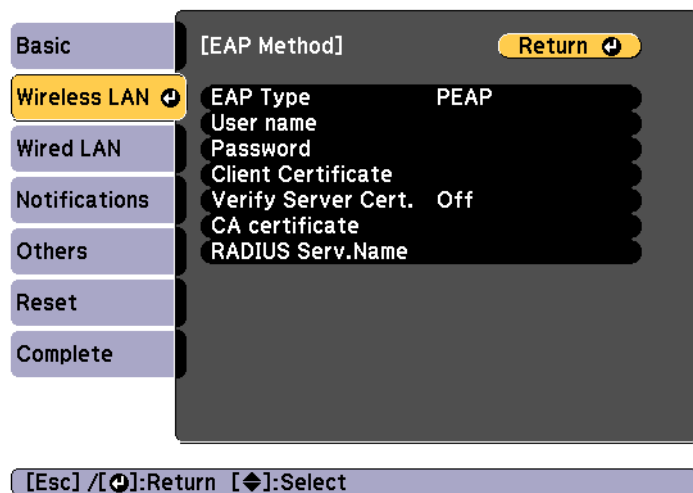 Basic
Wireless LAN
Wired LAN
Notifications
Others
Reset
Complete
[EAP Method]
Return
EAP Type PEAP
User name
Password
Client Certificate
Verify Server Cert. Off
CA certificate
RADIUS Serv.Name
[Esc] /[⏎]:Return [◆]:Select